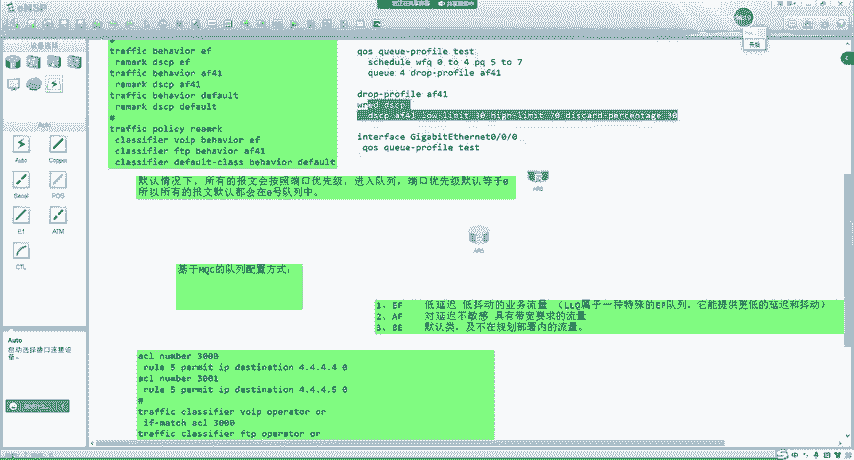 eNSP
#
traffic behavior ef
remark dscp ef
traffic behavior af41
remark dscp af41
traffic behavior default
remark dscp default
#
traffic policy remark
classifier voip behavior ef
classifier ftp behavior af41
classifier default-class behavior default
qos queue-profile test
schedule wfq 0 to 4 pq 5 to 7
queue 4 drop-profile af41
drop-profile af41
wred dscp
dscp af41 low-limit 30 high-limit 70 discard-percentage 30
interface GigabitEthernet0/0/0
qos queue-profile test
默认情况下，所有的报文会按照端口优先级，进入队列，端口优先级默认等于0
所以所有的报文默认都会在0号队列中。
基于MQC的队列配置方式：
1、EF 低延迟 低抖动的业务流量 （LLQ属于一种特殊的EF队列，它能提供更低的延迟和抖动）
2、AF 对延迟不敏感 具有带宽要求的流量
3、BE 默认类，及不在规划部署内的流量。
acl number 3000
rule 5 permit ip destination 4.4.4.4 0
acl number 3001
rule 5 permit ip destination 4.4.4.5 0
#
traffic classifier voip operator or
if-match acl 3000
traffic classifier ftp operator or
Auto
Auto
Copper
Serial
POS
E1
ATM
CTL
Auto